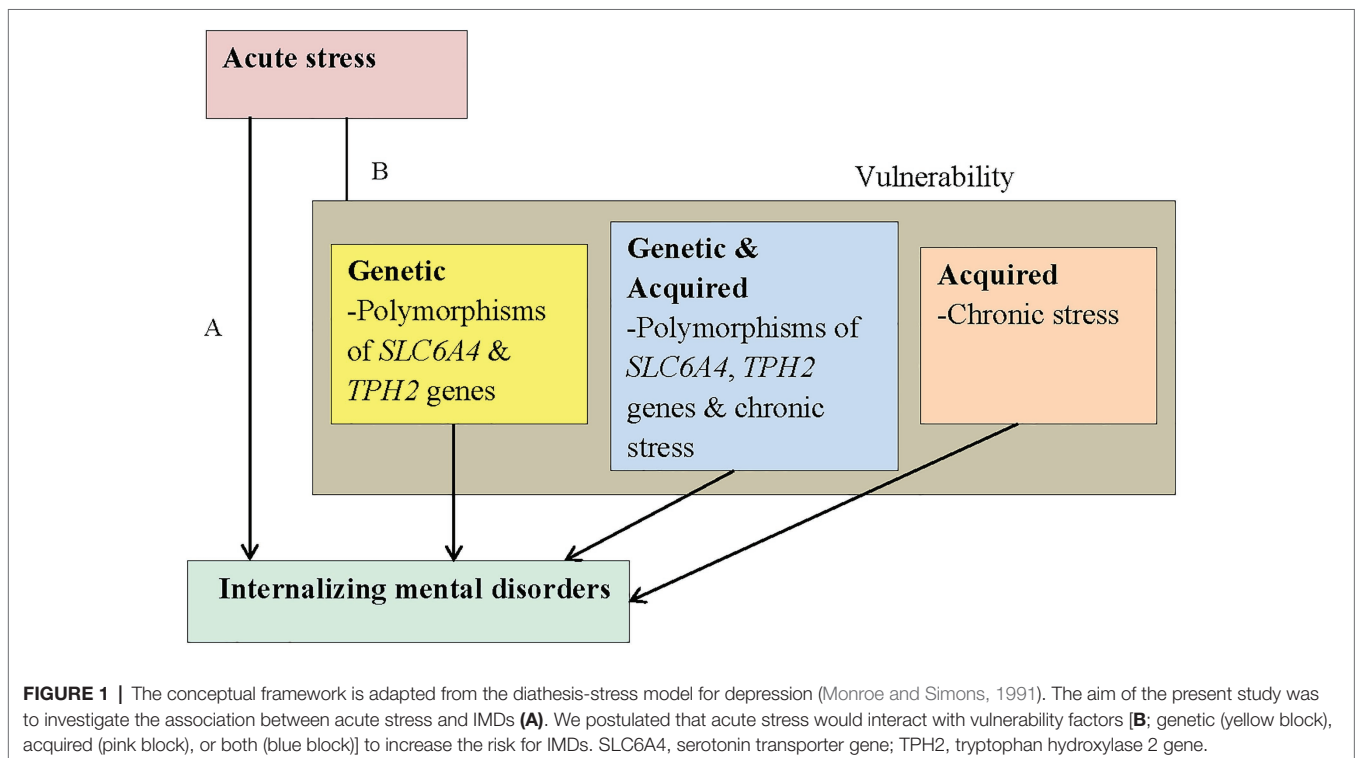 Acute stress
B
Vulnerability
A
Genetic
-Polymorphisms
of SLC6A4 &
TPH2 genes
Genetic &
Acquired
-Polymorphisms of
SLC6A4, TPH2
genes & chronic
stress
Acquired
-Chronic stress
Internalizing mental disorders
FIGURE 1 | The conceptual framework is adapted from the diathesis-stress model for depression (Monroe and Simons, 1991). The aim of the present study was
to investigate the association between acute stress and IMDs (A). We postulated that acute stress would interact with vulnerability factors [B; genetic (yellow block),
acquired (pink block), or both (blue block)] to increase the risk for IMDs. SLC6A4, serotonin transporter gene; TPH2, tryptophan hydroxylase 2 gene.